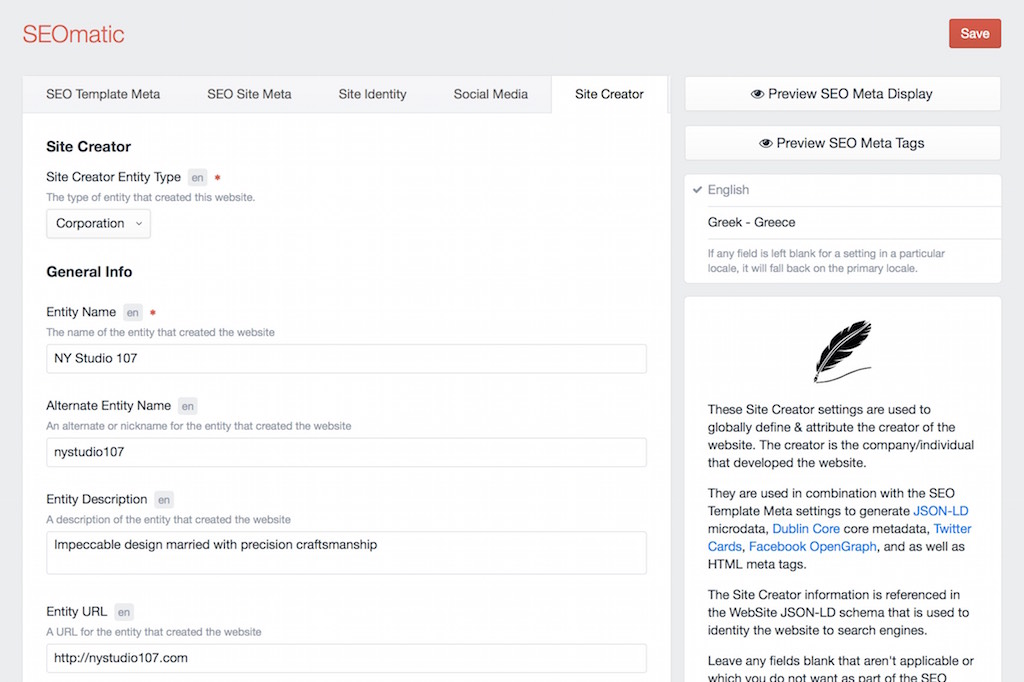 SEOmatic
Save
SEO Template Meta
SEO Site Meta
Site Identity
Social Media
Site Creator
Site Creator
Site Creator Entity Type en *
The type of entity that created this website.
Corporation
General Info
Entity Name en *
The name of the entity that created the website
NY Studio 107
Alternate Entity Name en
An alternate or nickname for the entity that created the website
nystudio107
Entity Description en
A description of the entity that created the website
Impeccable design married with precision craftsmanship
Entity URL en
A URL for the entity that created the website
http://nystudio107.com
Preview SEO Meta Display
Preview SEO Meta Tags
English
Greek - Greece
If any field is left blank for a setting in a particular
locale, it will fall back on the primary locale.
These Site Creator settings are used to
globally define & attribute the creator of the
website. The creator is the company/individual
that developed the website.
They are used in combination with the SEO
Template Meta settings to generate JSON-LD
microdata, Dublin Core core metadata, Twitter
Cards, Facebook OpenGraph, and as well as
HTML meta tags.
The Site Creator information is referenced in
the WebSite JSON-LD schema that is used to
identity the website to search engines.
Leave any fields blank that aren't applicable or
which you do not want as part of the SEO